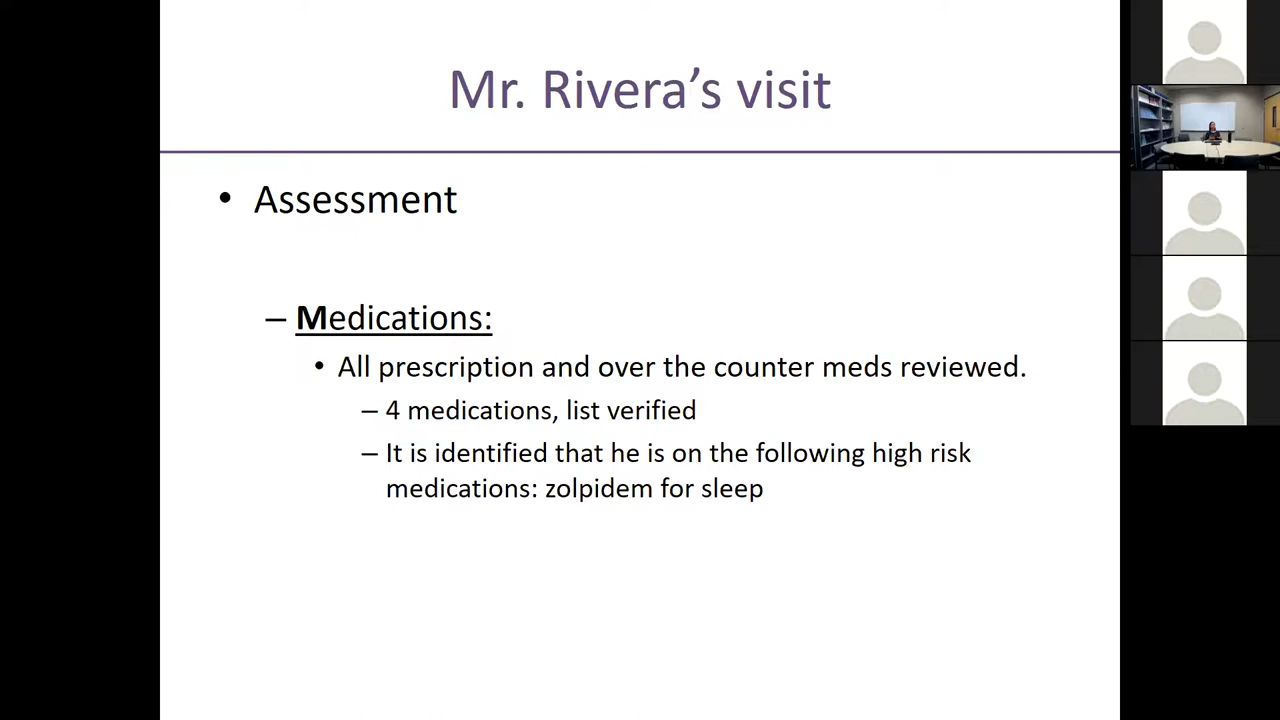 Mr. Rivera’s visit
• Assessment
– Medications:
• All prescription and over the counter meds reviewed.
– 4 medications, list verified
– It is identified that he is on the following high risk
medications: zolpidem for sleep